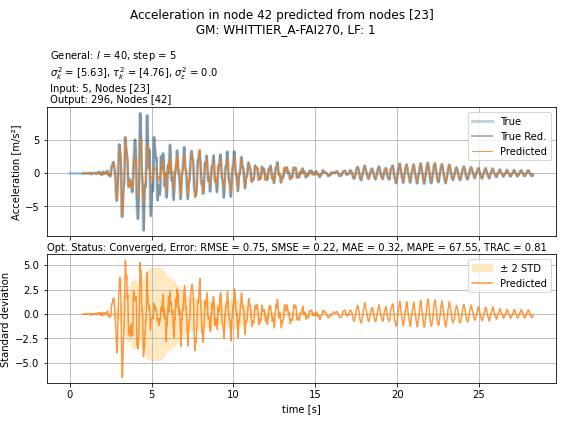 Acceleration in node 42 predicted from nodes [23]
GM: WHITTIER_A-FAI270, LF: 1
General: l = 40, step = 5
σ²ₖ = [5.63], τ²ₖ = [4.76], σ²ε = 0.0
Input: 5, Nodes [23]
Output: 296, Nodes [42]
True
True Red.
Predicted
Acceleration [m/s²]
5
0
−5
Opt. Status: Converged, Error: RMSE = 0.75, SMSE = 0.22, MAE = 0.32, MAPE = 67.55, TRAC = 0.81
± 2 STD
Predicted
Standard deviation
5.0
2.5
0.0
−2.5
−5.0
0 5 10 15 20 25
time [s]